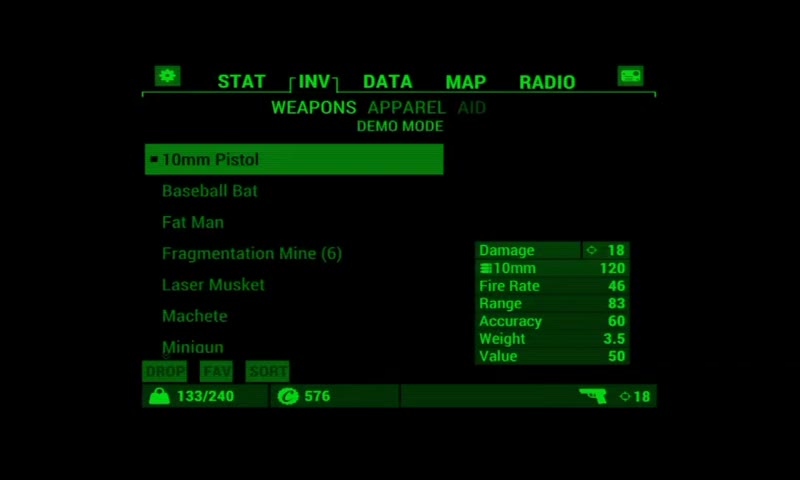 STAT INV DATA MAP RADIO
WEAPONS APPAREL AID
DEMO MODE
10mm Pistol
Baseball Bat
Fat Man
Fragmentation Mine (6)
Laser Musket
Machete
Minigun
Damage 18
10mm 120
Fire Rate 46
Range 83
Accuracy 60
Weight 3.5
Value 50
DROP FAV SORT
133/240 576 18